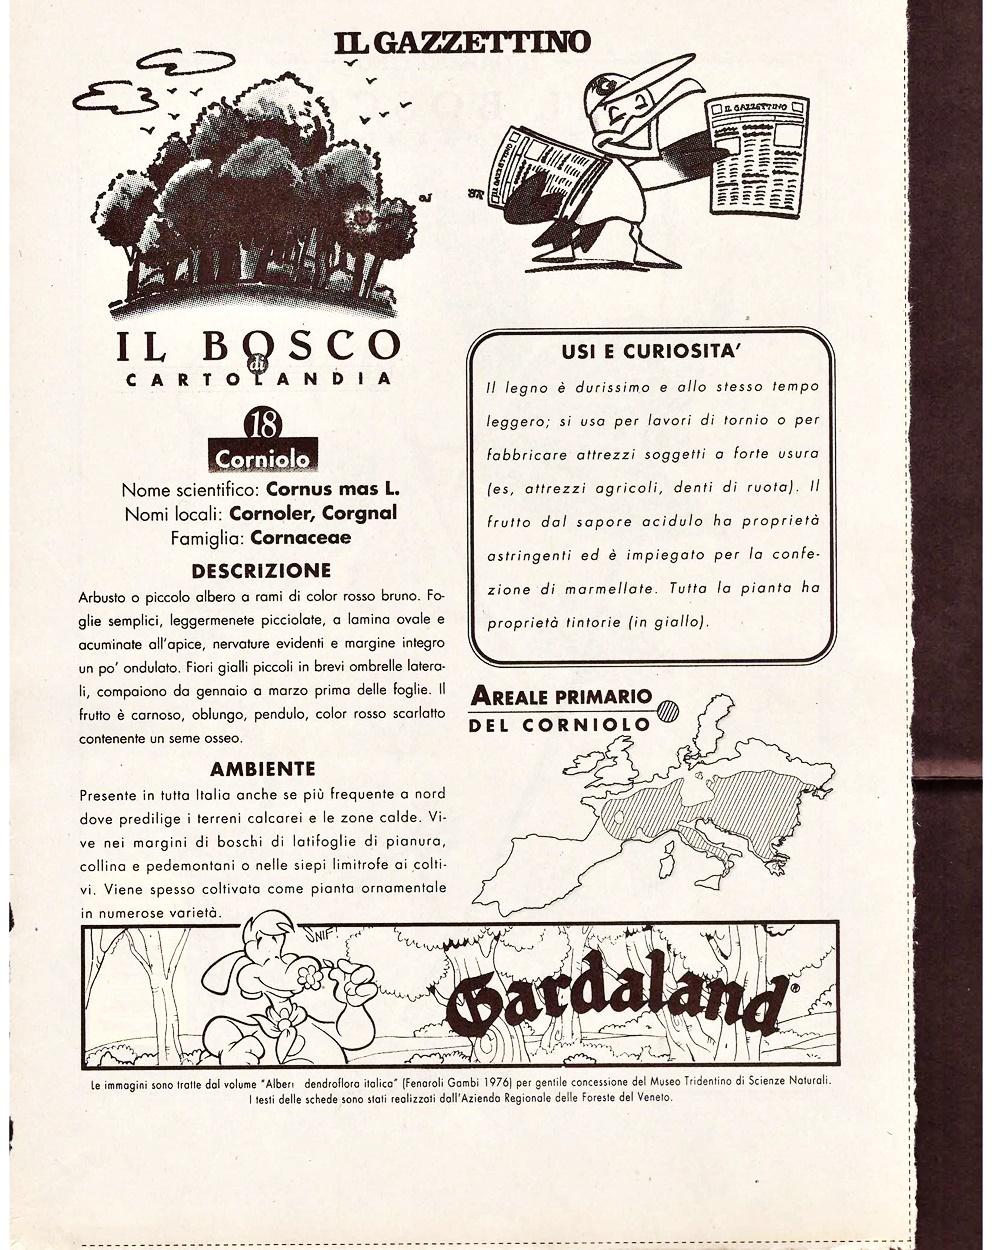 IL GAZZETTINO
IL GAZZETTINO
IL GAZZETTINO
IL BOSCO
di
CARTOLANDIA
18
Corniolo
Nome scientifico: Cornus mas L.
Nomi locali: Cornoler, Corgnal
Famiglia: Cornaceae
DESCRIZIONE
Arbusto o piccolo albero a rami di color rosso bruno. Fo-
glie semplici, leggermenete picciolate, a lamina ovale e
acuminate all'apice, nervature evidenti e margine integro
un po' ondulato. Fiori gialli piccoli in brevi ombrelle latera-
li, compaiono da gennaio a marzo prima delle foglie. Il
frutto è carnoso, oblungo, pendulo, color rosso scarlatto
contenente un seme osseo.
AMBIENTE
Presente in tutta Italia anche se più frequente a nord
dove predilige i terreni calcarei e le zone calde. Vi-
ve nei margini di boschi di latifoglie di pianura,
collina e pedemontani o nelle siepi limitrofe ai colti-
vi. Viene spesso coltivata come pianta ornamentale
in numerose varietà.
USI E CURIOSITA'
Il legno è durissimo e allo stesso tempo
leggero; si usa per lavori di tornio o per
fabbricare attrezzi soggetti a forte usura
(es, attrezzi agricoli, denti di ruota). Il
frutto dal sapore acidulo ha proprietà
astringenti ed è impiegato per la confe-
zione di marmellate. Tutta la pianta ha
proprietà tintorie (in giallo).
AREALE PRIMARIO
DEL CORNIOLO
SNIF!
Gardaland®
Le immagini sono tratte dal volume "Alberi dendroflora italica" (Fenaroli Gambi 1976) per gentile concessione del Museo Tridentino di Scienze Naturali.
I testi delle schede sono stati realizzati dall'Azienda Regionale delle Foreste del Veneto.